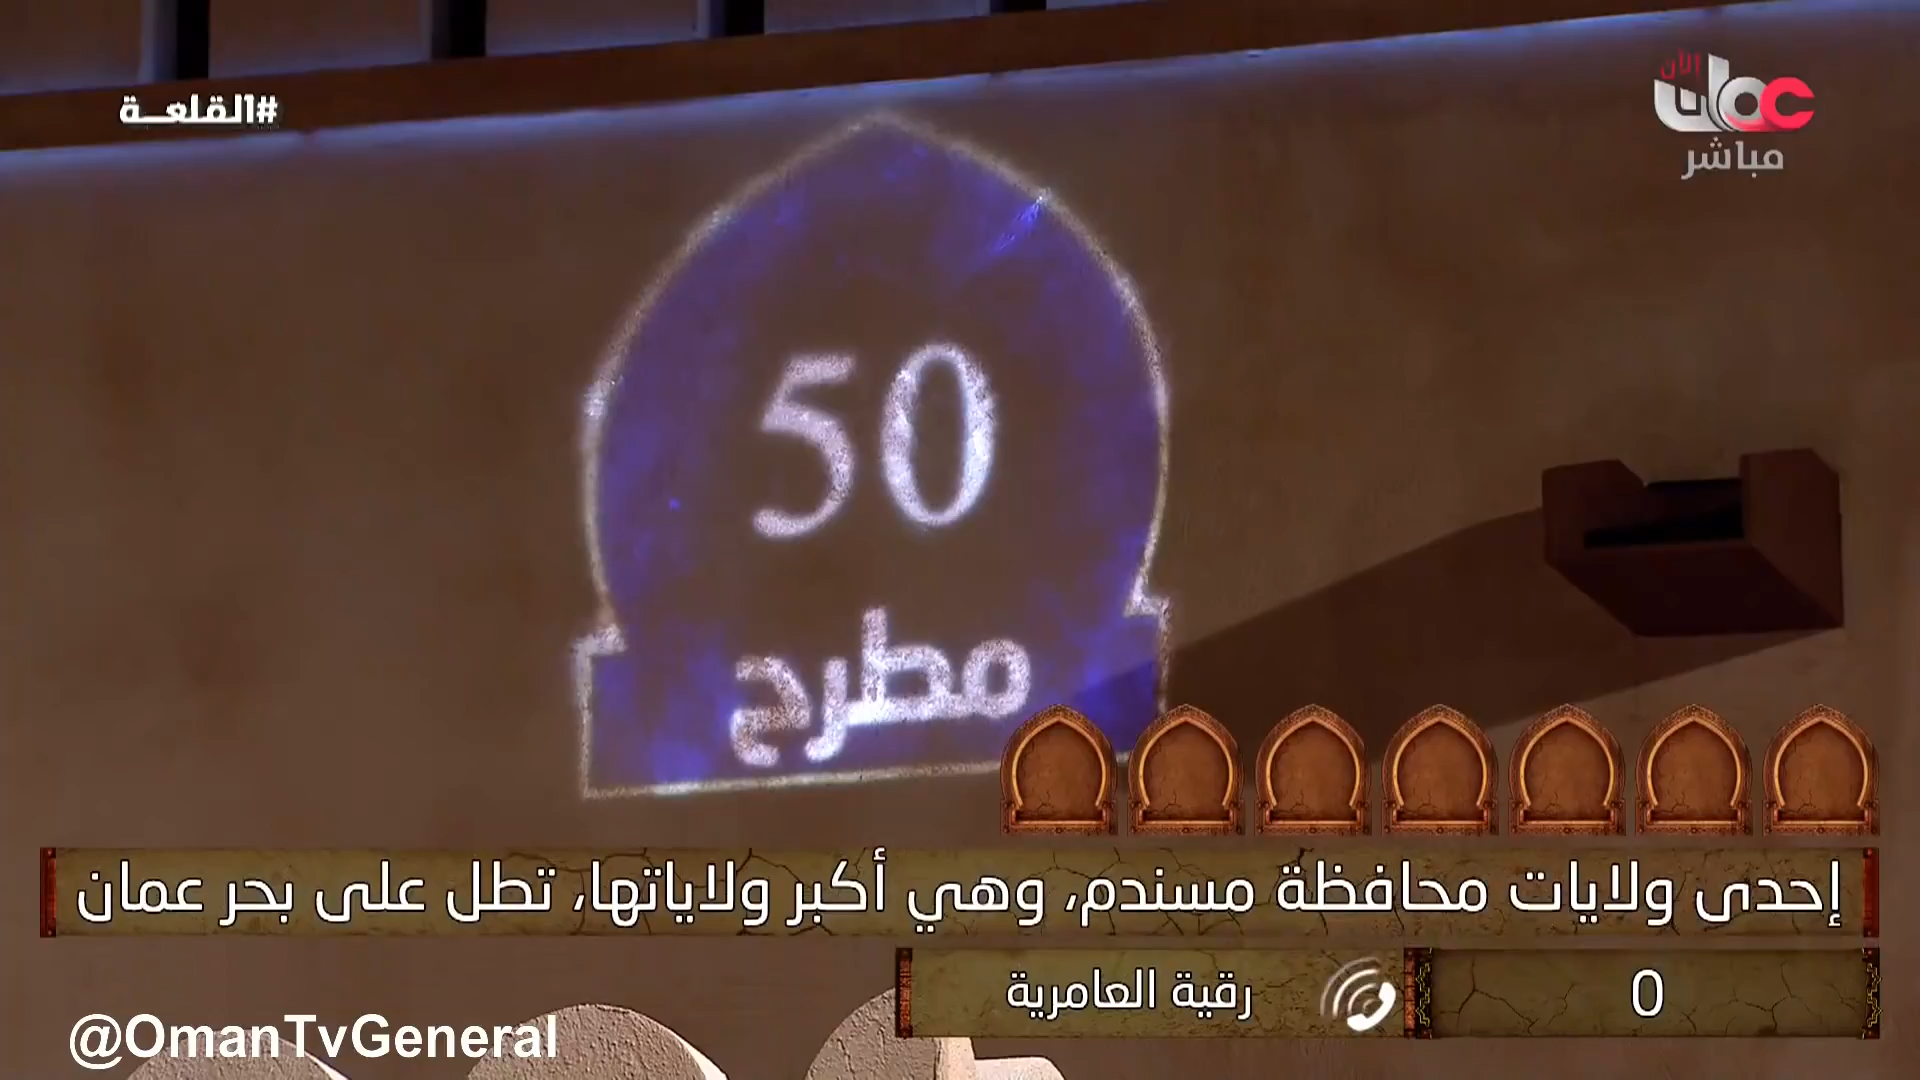 #القلعة
الآن
عمان
مباشر
50
مطرح
إحدى ولايات محافظة مسندم، وهي أكبر ولاياتها، تطل على بحر عمان
رقية العامرية
0
@OmanTvGeneral